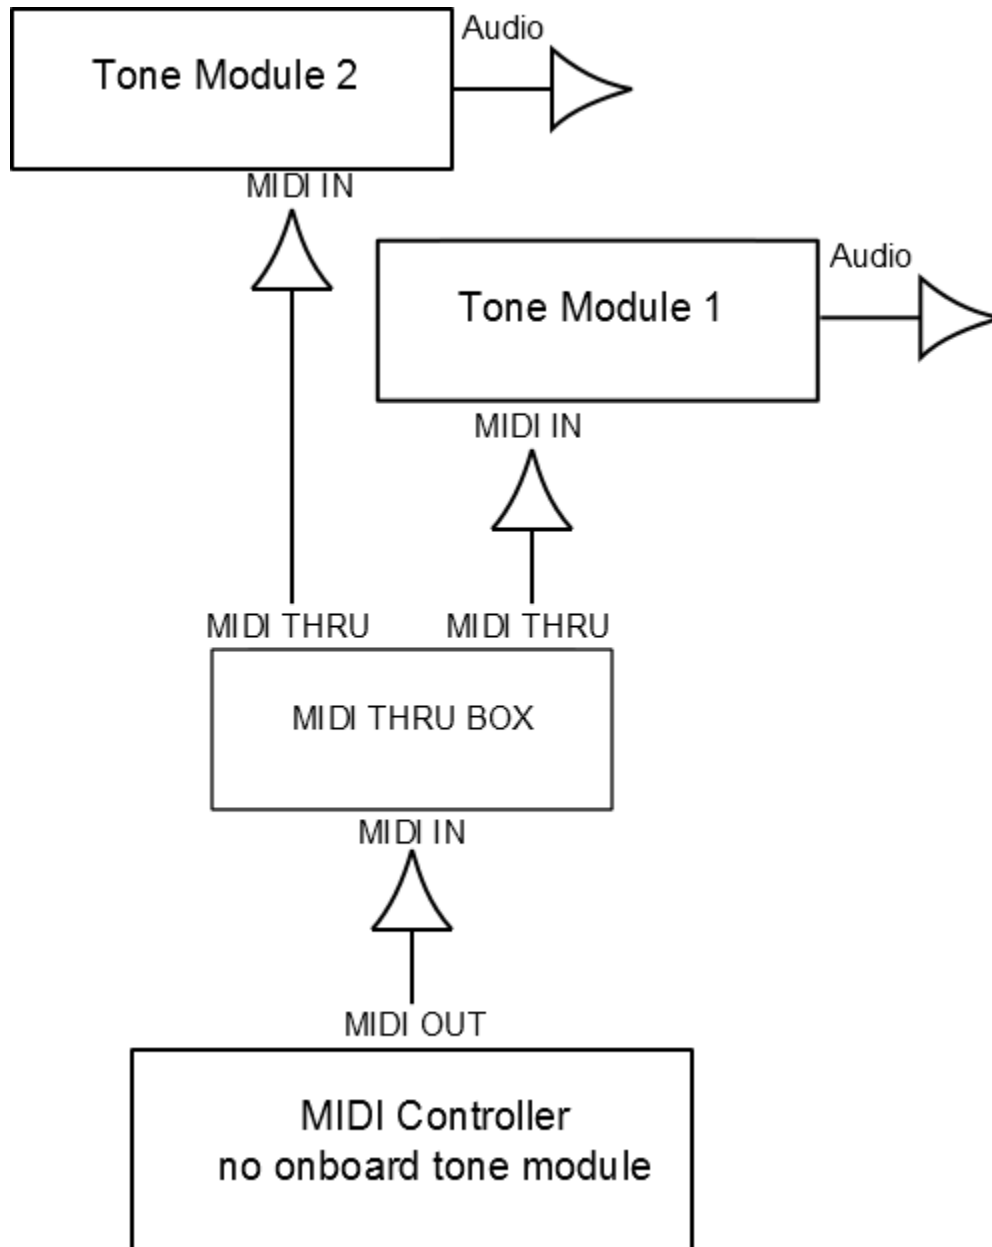 Audio
Tone Module 2
MIDI IN
Audio
Tone Module 1
MIDI IN
MIDI THRU MIDI THRU
MIDI THRU BOX
MIDI IN
MIDI OUT
MIDI Controller
no onboard tone module